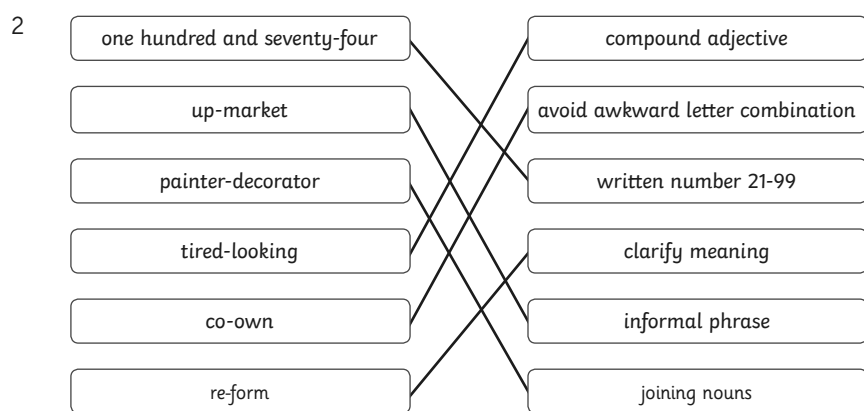 2
one hundred and seventy-four
compound adjective
up-market
avoid awkward letter combination
painter-decorator
written number 21-99
tired-looking
clarify meaning
co-own
informal phrase
re-form
joining nouns